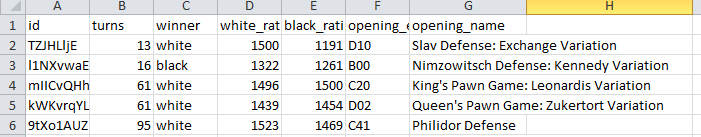 A B C D E F G H
1 id turns winner white_rat black_rati opening_e opening_name
2 TZJHLljE 13 white 1500 1191 D10 Slav Defense: Exchange Variation
3 l1NXvwaE 16 black 1322 1261 B00 Nimzowitsch Defense: Kennedy Variation
4 mIICvQHh 61 white 1496 1500 C20 King's Pawn Game: Leonardis Variation
5 kWKvrqYL 61 white 1439 1454 D02 Queen's Pawn Game: Zukertort Variation
6 9tXo1AUZ 95 white 1523 1469 C41 Philidor Defense